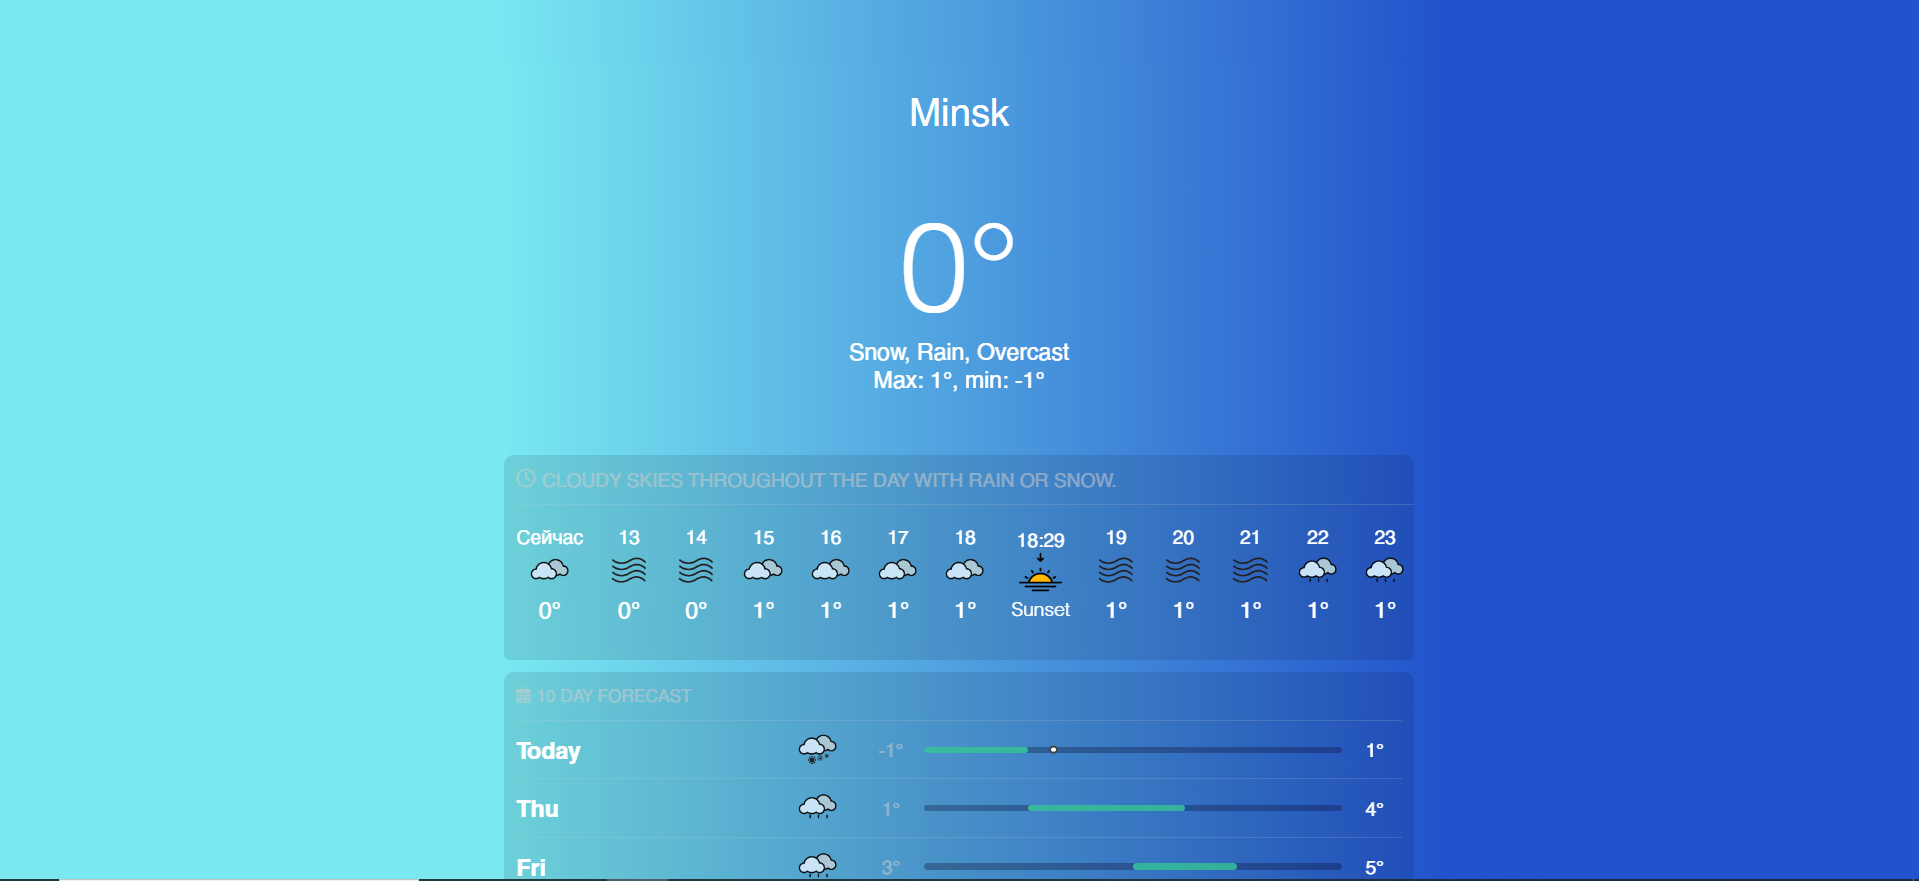 Minsk
0°
Snow, Rain, Overcast
Max: 1°, min: -1°
CLOUDY SKIES THROUGHOUT THE DAY WITH RAIN OR SNOW.
Сейчас 13 14 15 16 17 18 18:29 19 20 21 22 23
0° 0° 0° 1° 1° 1° 1° Sunset 1° 1° 1° 1° 1°
10 DAY FORECAST
Today -1° 1°
Thu 1° 4°
Fri 3° 5°